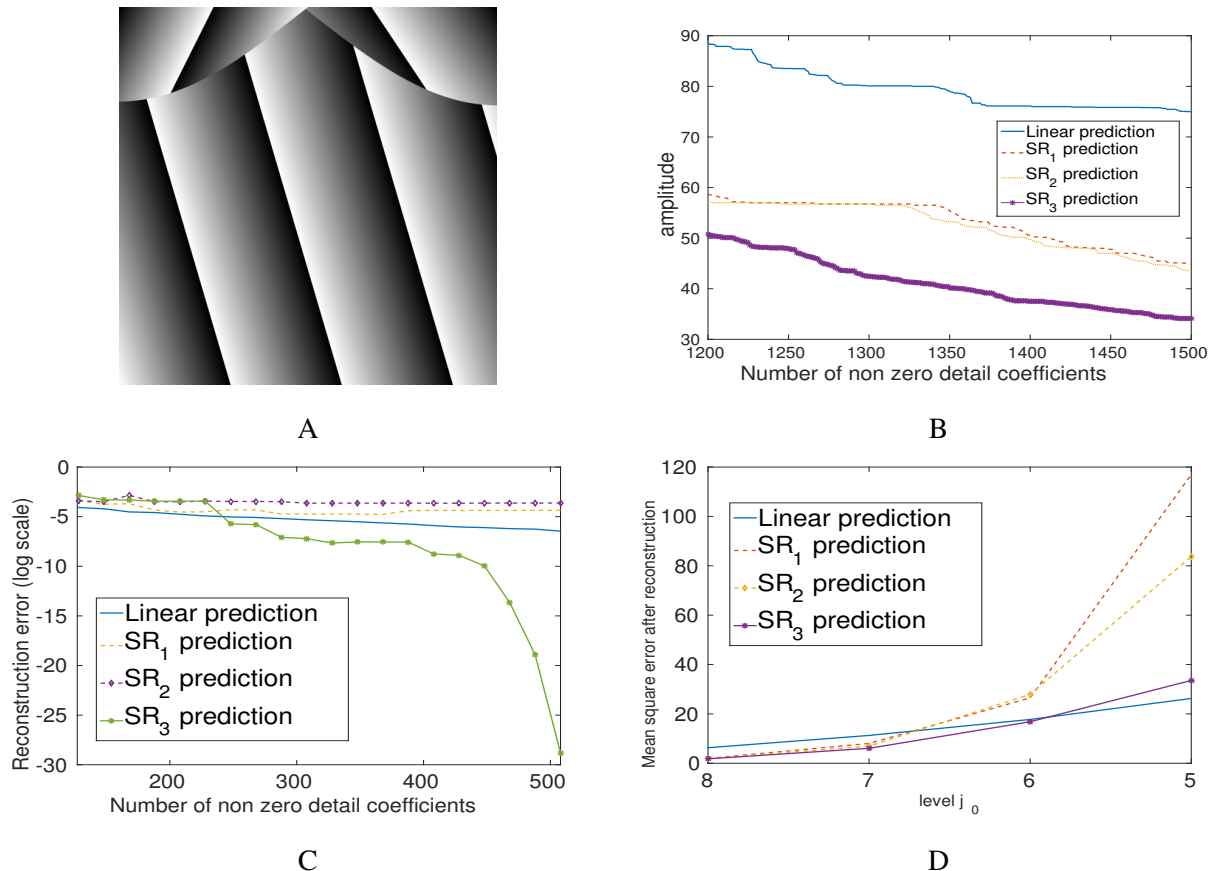 A
90
80
70
60
50
40
30
amplitude
1200 1250 1300 1350 1400 1450 1500
Number of non zero detail coefficients
Linear prediction
SR1 prediction
SR2 prediction
SR3 prediction
B
0
-5
-10
-15
-20
-25
-30
Reconstruction error (log scale)
200 300 400 500
Number of non zero detail coefficients
Linear prediction
SR1 prediction
SR2 prediction
SR3 prediction
C
120
100
80
60
40
20
0
Mean square error after reconstruction
8 7 6 5
level j 0
Linear prediction
SR1 prediction
SR2 prediction
SR3 prediction
D